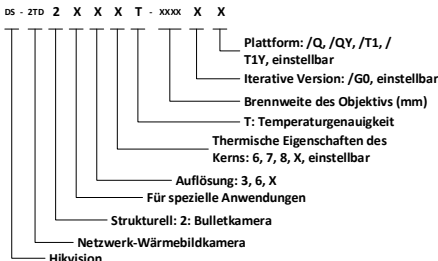 DS - 2TD 2 X X X T - XXXX X X
Plattform: /Q, /QY, /T1, /
T1Y, einstellbar
Iterative Version: /G0, einstellbar
Brennweite des Objektivs (mm)
T: Temperaturgenauigkeit
Thermische Eigenschaften des
Kerns: 6, 7, 8, X, einstellbar
Auflösung: 3, 6, X
Für spezielle Anwendungen
Strukturell: 2: Bulletkamera
Netzwerk-Wärmebildkamera
Hikvision